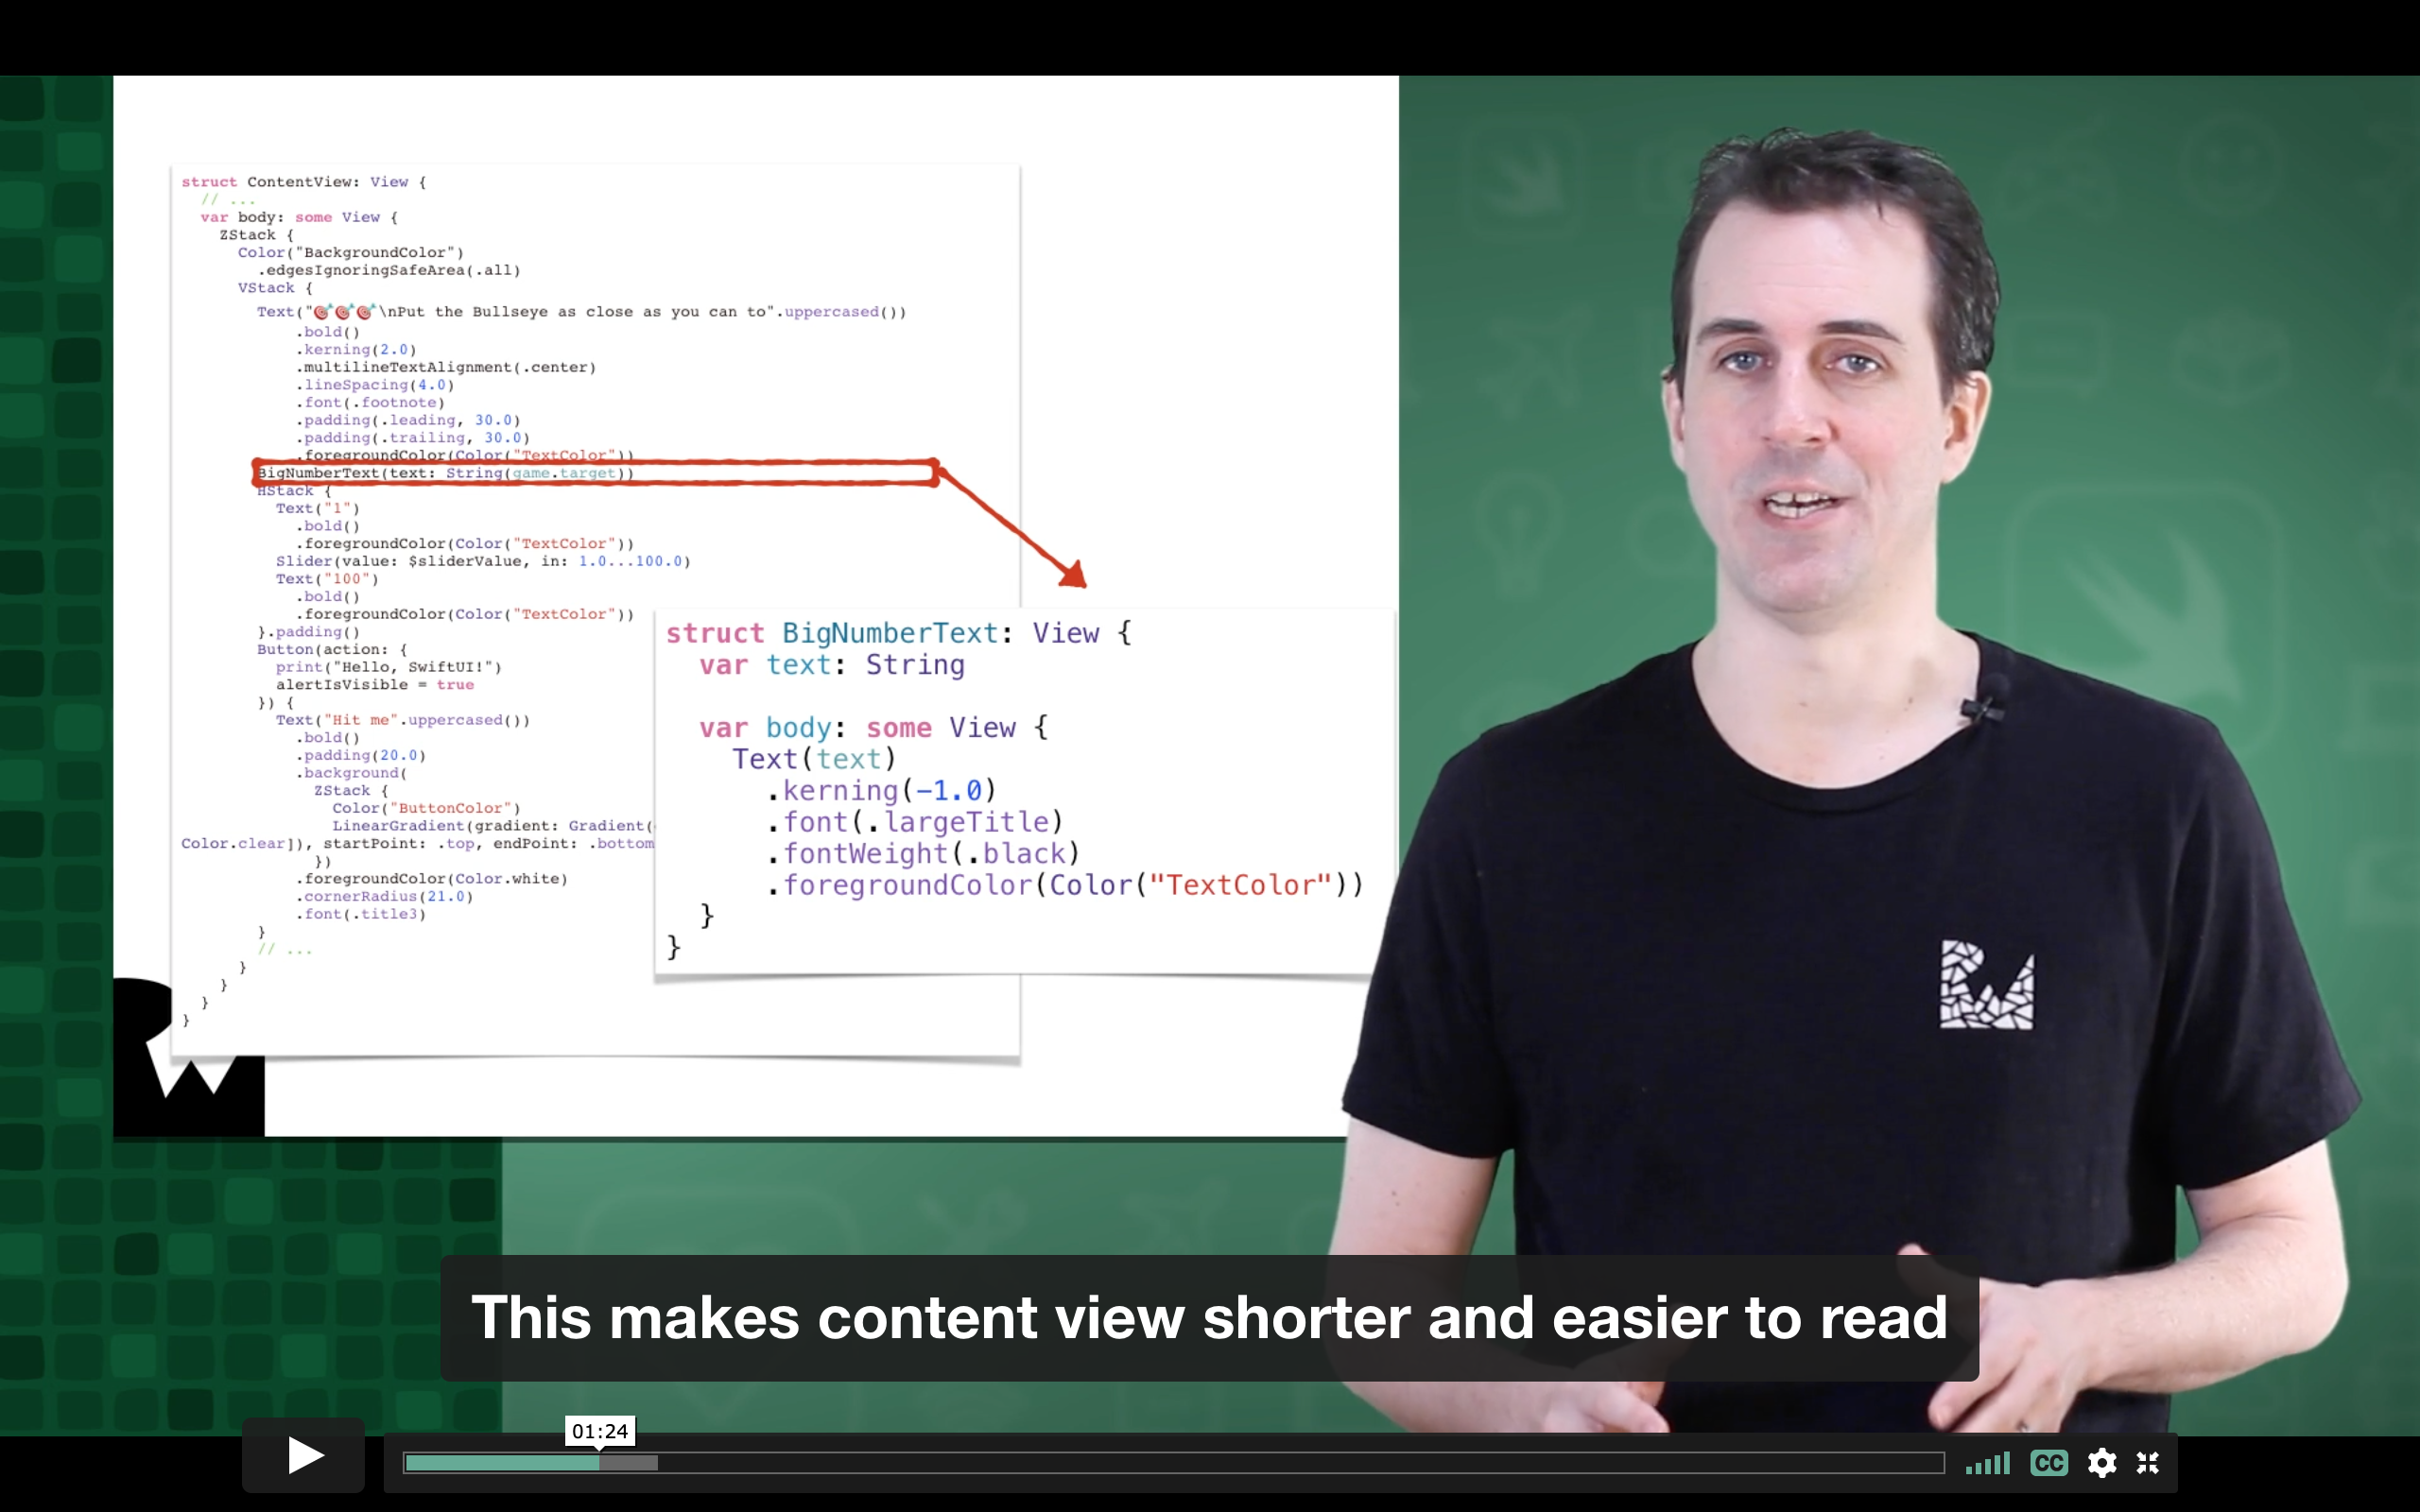 struct ContentView: View {
// ...
var body: some View {
ZStack {
Color("BackgroundColor")
.edgesIgnoringSafeArea(.all)
VStack {
Text("🎯🎯🎯\nPut the Bullseye as close as you can to".uppercased())
.bold()
.kerning(2.0)
.multilineTextAlignment(.center)
.lineSpacing(4.0)
.font(.footnote)
.padding(.leading, 30.0)
.padding(.trailing, 30.0)
.foregroundColor(Color("TextColor"))
BigNumberText(text: String(game.target))
HStack {
Text("1")
.bold()
.foregroundColor(Color("TextColor"))
Slider(value: $sliderValue, in: 1.0...100.0)
Text("100")
.bold()
.foregroundColor(Color("TextColor"))
}.padding()
Button(action: {
print("Hello, SwiftUI!")
alertIsVisible = true
}) {
Text("Hit me".uppercased())
.bold()
.padding(20.0)
.background(
ZStack {
Color("ButtonColor")
LinearGradient(gradient: Gradient(
Color.clear]), startPoint: .top, endPoint: .bottom
})
.foregroundColor(Color.white)
.cornerRadius(21.0)
.font(.title3)
}
// ...
}
}
}
}
struct BigNumberText: View {
var text: String
var body: some View {
Text(text)
.kerning(-1.0)
.font(.largeTitle)
.fontWeight(.black)
.foregroundColor(Color("TextColor"))
}
}
This makes content view shorter and easier to read
01:24
CC